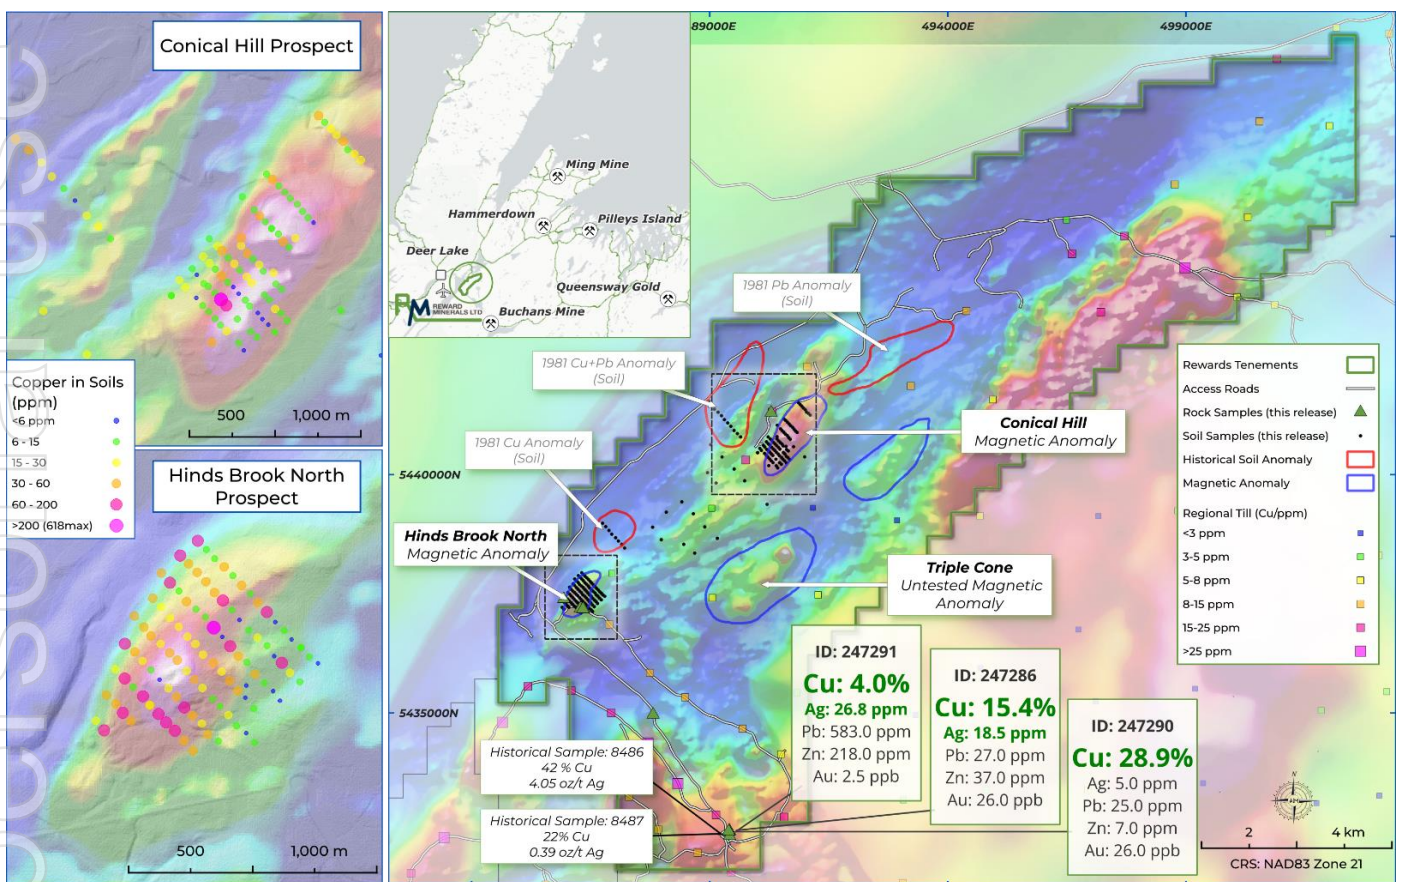 Conical Hill Prospect
Copper in Soils
(ppm)
<6 ppm
6 - 15
15 - 30
30 - 60
60 - 200
>200 (618max)
500
1,000 m
Hinds Brook North
Prospect
500
1,000 m
Ming Mine
Hammerdown
Pilleys Island
Deer Lake
Queensway Gold
Buchans Mine
RM
REWARD
MINERALS LTD
89000E
494000E
499000E
5440000N
5435000N
1981 Pb Anomaly
(Soil)
1981 Cu+Pb Anomaly
(Soil)
1981 Cu Anomaly
(Soil)
Conical Hill
Magnetic Anomaly
Hinds Brook North
Magnetic Anomaly
Triple Cone
Untested Magnetic
Anomaly
Rewards Tenements
Access Roads
Rock Samples (this release)
Soil Samples (this release)
Historical Soil Anomaly
Magnetic Anomaly
Regional Till (Cu/ppm)
<3 ppm
3-5 ppm
5-8 ppm
8-15 ppm
15-25 ppm
>25 ppm
ID: 247291
Cu: 4.0%
Ag: 26.8 ppm
Pb: 583.0 ppm
Zn: 218.0 ppm
Au: 2.5 ppb
ID: 247286
Cu: 15.4%
Ag: 18.5 ppm
Pb: 27.0 ppm
Zn: 37.0 ppm
Au: 26.0 ppb
ID: 247290
Cu: 28.9%
Ag: 5.0 ppm
Pb: 25.0 ppm
Zn: 7.0 ppm
Au: 26.0 ppb
Historical Sample: 8486
42 % Cu
4.05 oz/t Ag
Historical Sample: 8487
22% Cu
0.39 oz/t Ag
N
2
4 km
CRS: NAD83 Zone 21